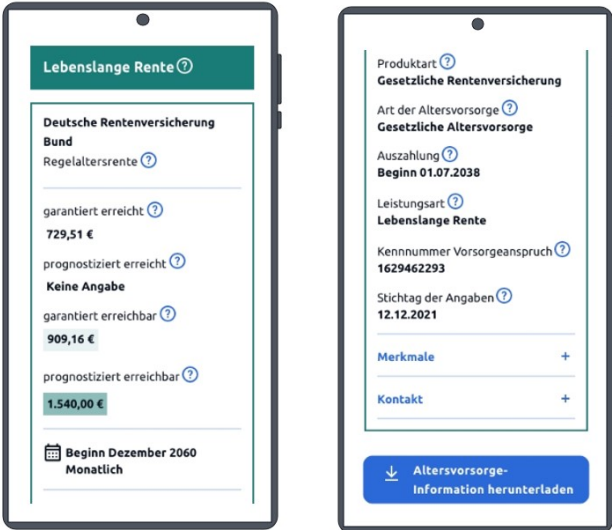 Lebenslange Rente ?
Deutsche Rentenversicherung
Bund
Regelaltersrente ?
garantiert erreicht ?
729,51 €
prognostiziert erreicht ?
Keine Angabe
garantiert erreichbar ?
909,16 €
prognostiziert erreichbar ?
1.540,00 €
Beginn Dezember 2060
Monatlich
Produktart ?
Gesetzliche Rentenversicherung
Art der Altersvorsorge ?
Gesetzliche Altersvorsorge
Auszahlung ?
Beginn 01.07.2038
Leistungsart ?
Lebenslange Rente
Kennnummer Vorsorgeanspruch ?
1629462293
Stichtag der Angaben ?
12.12.2021
Merkmale +
Kontakt +
Altersvorsorge-
Information herunterladen